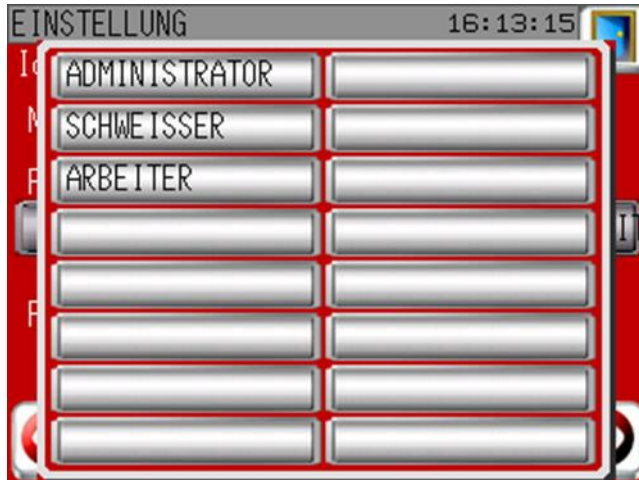 EINSTELLUNG 16:13:15
ADMINISTRATOR
SCHWEISSER
ARBEITER